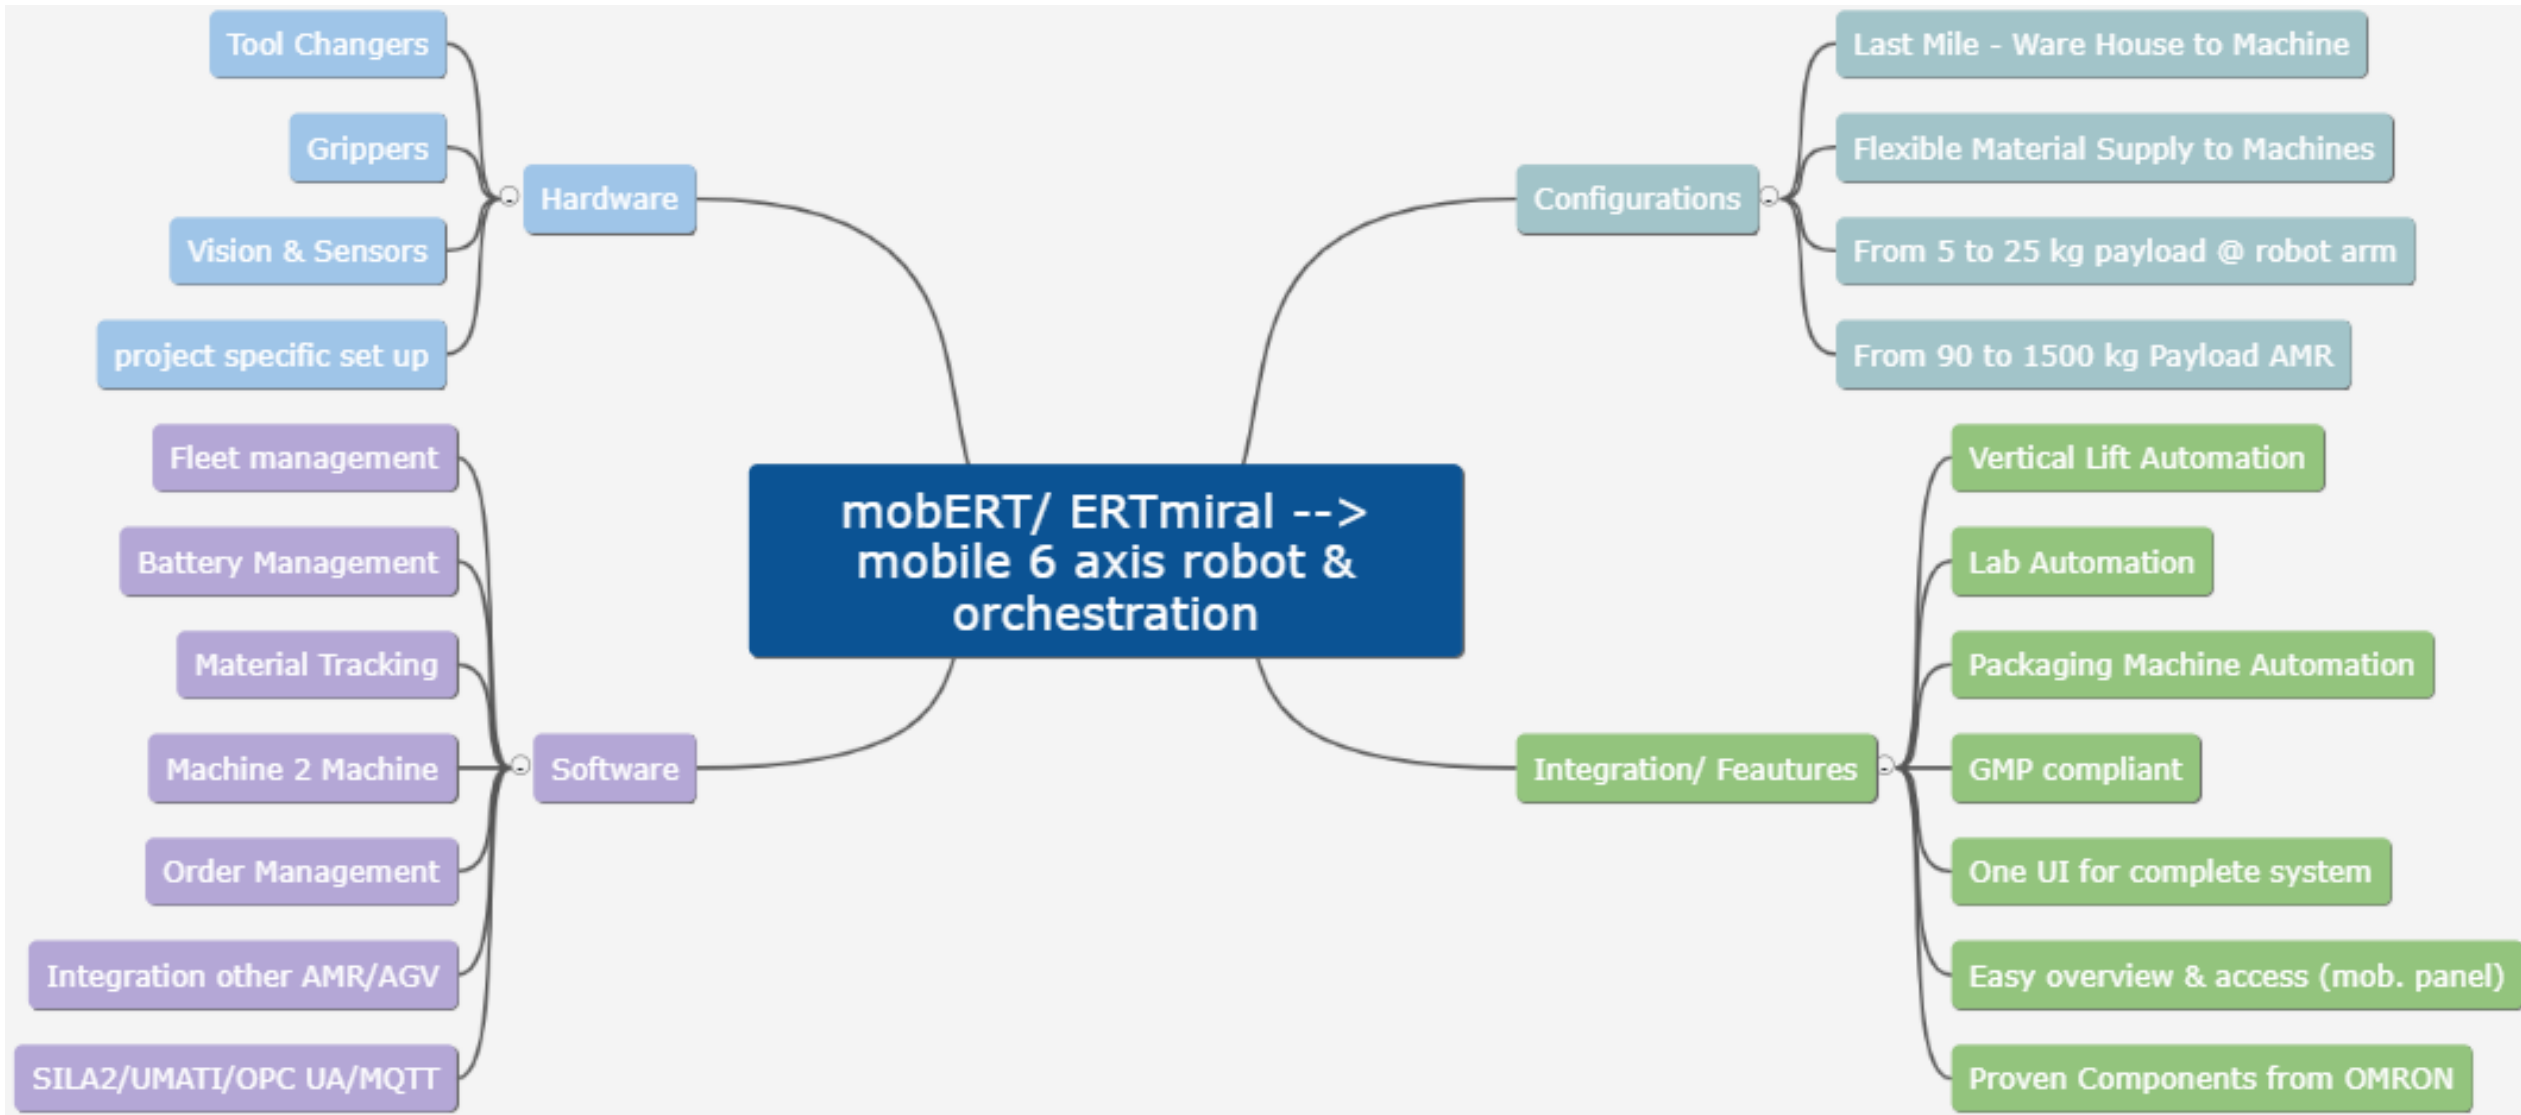 Tool Changers
Grippers
Vision & Sensors
project specific set up
Hardware
Fleet management
Battery Management
Material Tracking
Machine 2 Machine
Order Management
Integration other AMR/AGV
SILA2/UMATI/OPC UA/MQTT
Software
mobERT/ ERTmiral -->
mobile 6 axis robot &
orchestration
Configurations
Last Mile - Ware House to Machine
Flexible Material Supply to Machines
From 5 to 25 kg payload @ robot arm
From 90 to 1500 kg Payload AMR
Integration/ Feautures
Vertical Lift Automation
Lab Automation
Packaging Machine Automation
GMP compliant
One UI for complete system
Easy overview & access (mob. panel)
Proven Components from OMRON